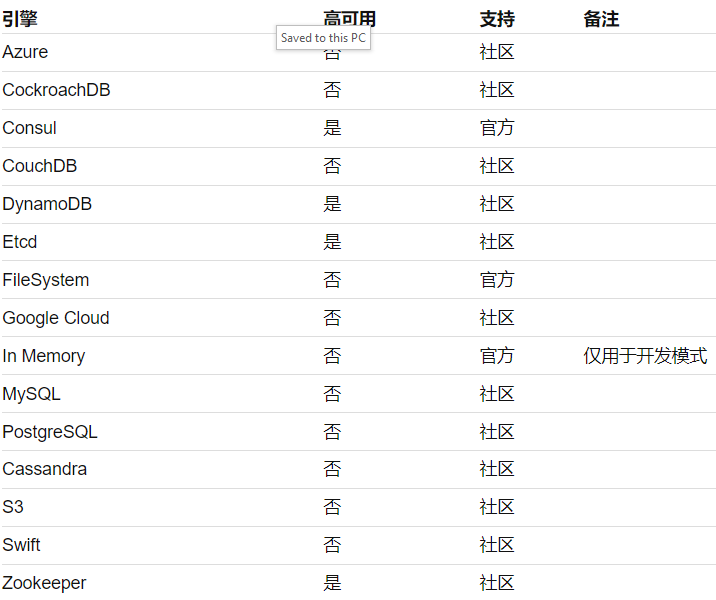 引擎 高可用 支持 备注
Saved to this PC
Azure 否 社区
CockroachDB 否 社区
Consul 是 官方
CouchDB 否 社区
DynamoDB 是 社区
Etcd 是 社区
FileSystem 否 官方
Google Cloud 否 社区
In Memory 否 官方 仅用于开发模式
MySQL 否 社区
PostgreSQL 否 社区
Cassandra 否 社区
S3 否 社区
Swift 否 社区
Zookeeper 是 社区